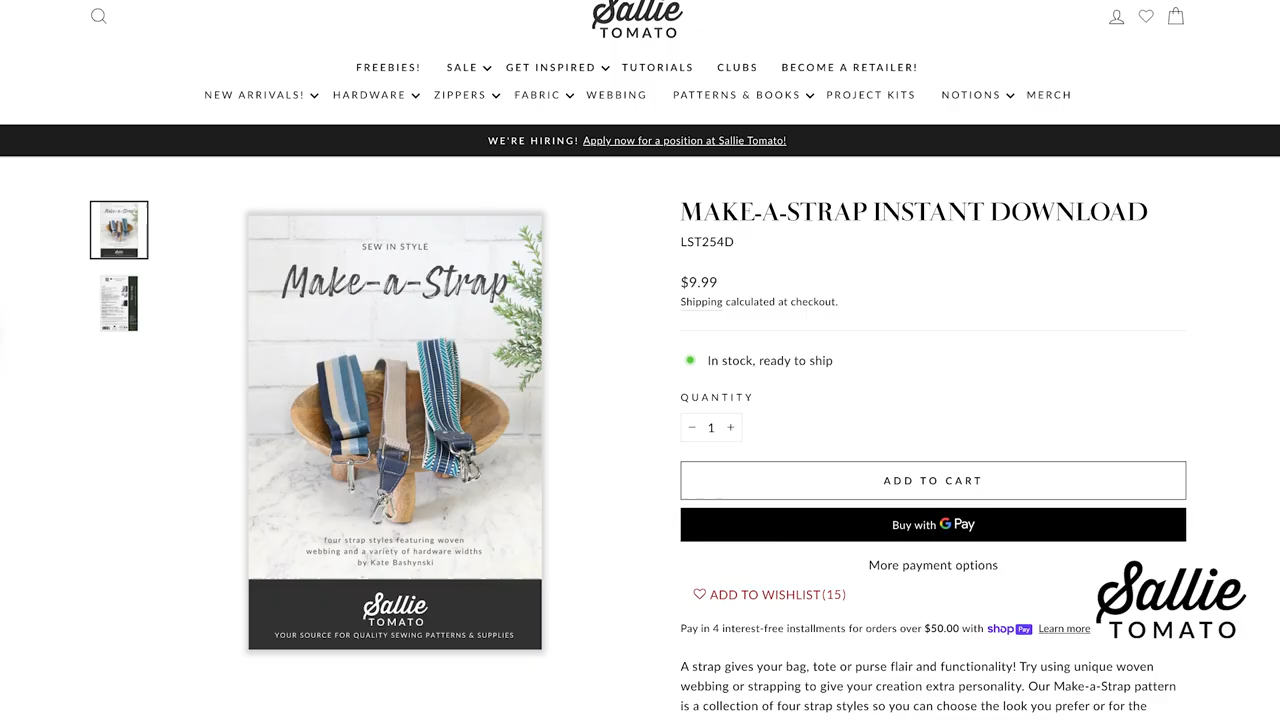 Sallie
TOMATO
FREEBIES!
SALE
GET INSPIRED
TUTORIALS
CLUBS
BECOME A RETAILER!
NEW ARRIVALS!
HARDWARE
ZIPPERS
FABRIC
WEBBING
PATTERNS & BOOKS
PROJECT KITS
NOTIONS
MERCH
WE'RE HIRING! Apply now for a position at Sallie Tomato!
SEW IN STYLE
Make-a-Strap
four strap styles featuring woven
webbing and a variety of hardware widths
by Kate Bashynski
Sallie
TOMATO
YOUR SOURCE FOR QUALITY SEWING PATTERNS & SUPPLIES
MAKE-A-STRAP INSTANT DOWNLOAD
LST254D
$9.99
Shipping calculated at checkout.
In stock, ready to ship
QUANTITY
− 1 +
ADD TO CART
Buy with G Pay
More payment options
ADD TO WISHLIST (15)
Pay in 4 interest-free installments for orders over $50.00 with shop Pay Learn more
A strap gives your bag, tote or purse flair and functionality! Try using unique woven
webbing or strapping to give your creation extra personality. Our Make-a-Strap pattern
is a collection of four strap styles so you can choose the look you prefer or for the
Sallie
TOMATO